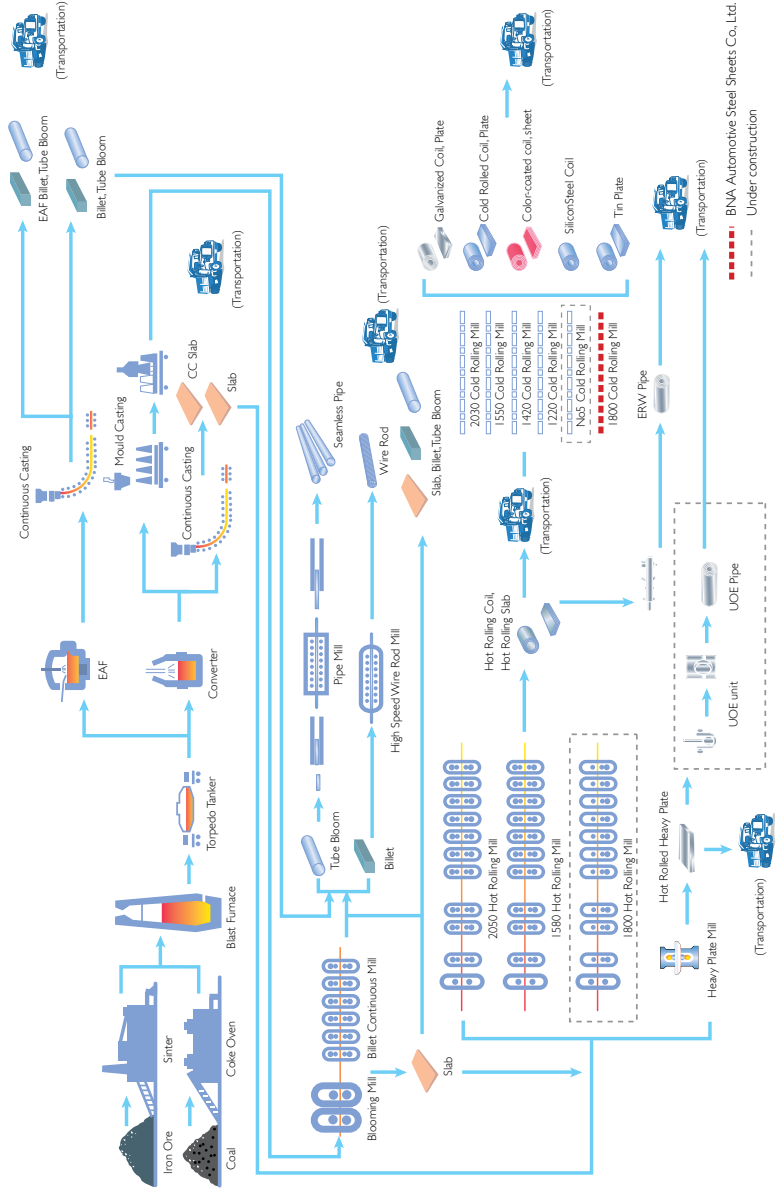 Iron Ore
Sinter
Coal
Coke Oven
Blast Furnace
Torpedo Tanker
EAF
Converter
Continuous Casting
Mould Casting
Continuous Casting
EAF Billet, Tube Bloom
Billet, Tube Bloom
(Transportation)
CC Slab
Slab
(Transportation)
Blooming Mill
Billet Continuous Mill
Slab
Tube Bloom
Billet
Pipe Mill
High Speed Wire Rod Mill
Seamless Pipe
Wire Rod
Slab, Billet, Tube Bloom
(Transportation)
2050 Hot Rolling Mill
1580 Hot Rolling Mill
1800 Hot Rolling Mill
Hot Rolling Coil,
Hot Rolling Slab
(Transportation)
2030 Cold Rolling Mill
1550 Cold Rolling Mill
1420 Cold Rolling Mill
1220 Cold Rolling Mill
No5 Cold Rolling Mill
1800 Cold Rolling Mill
Galvanized Coil, Plate
Cold Rolled Coil, Plate
Color-coated coil, sheet
SiliconSteel Coil
Tin Plate
(Transportation)
Heavy Plate Mill
Hot Rolled Heavy Plate
(Transportation)
UOE unit
UOE Pipe
ERW Pipe
(Transportation)
BNA Automotive Steel Sheets Co., Ltd.
Under construction